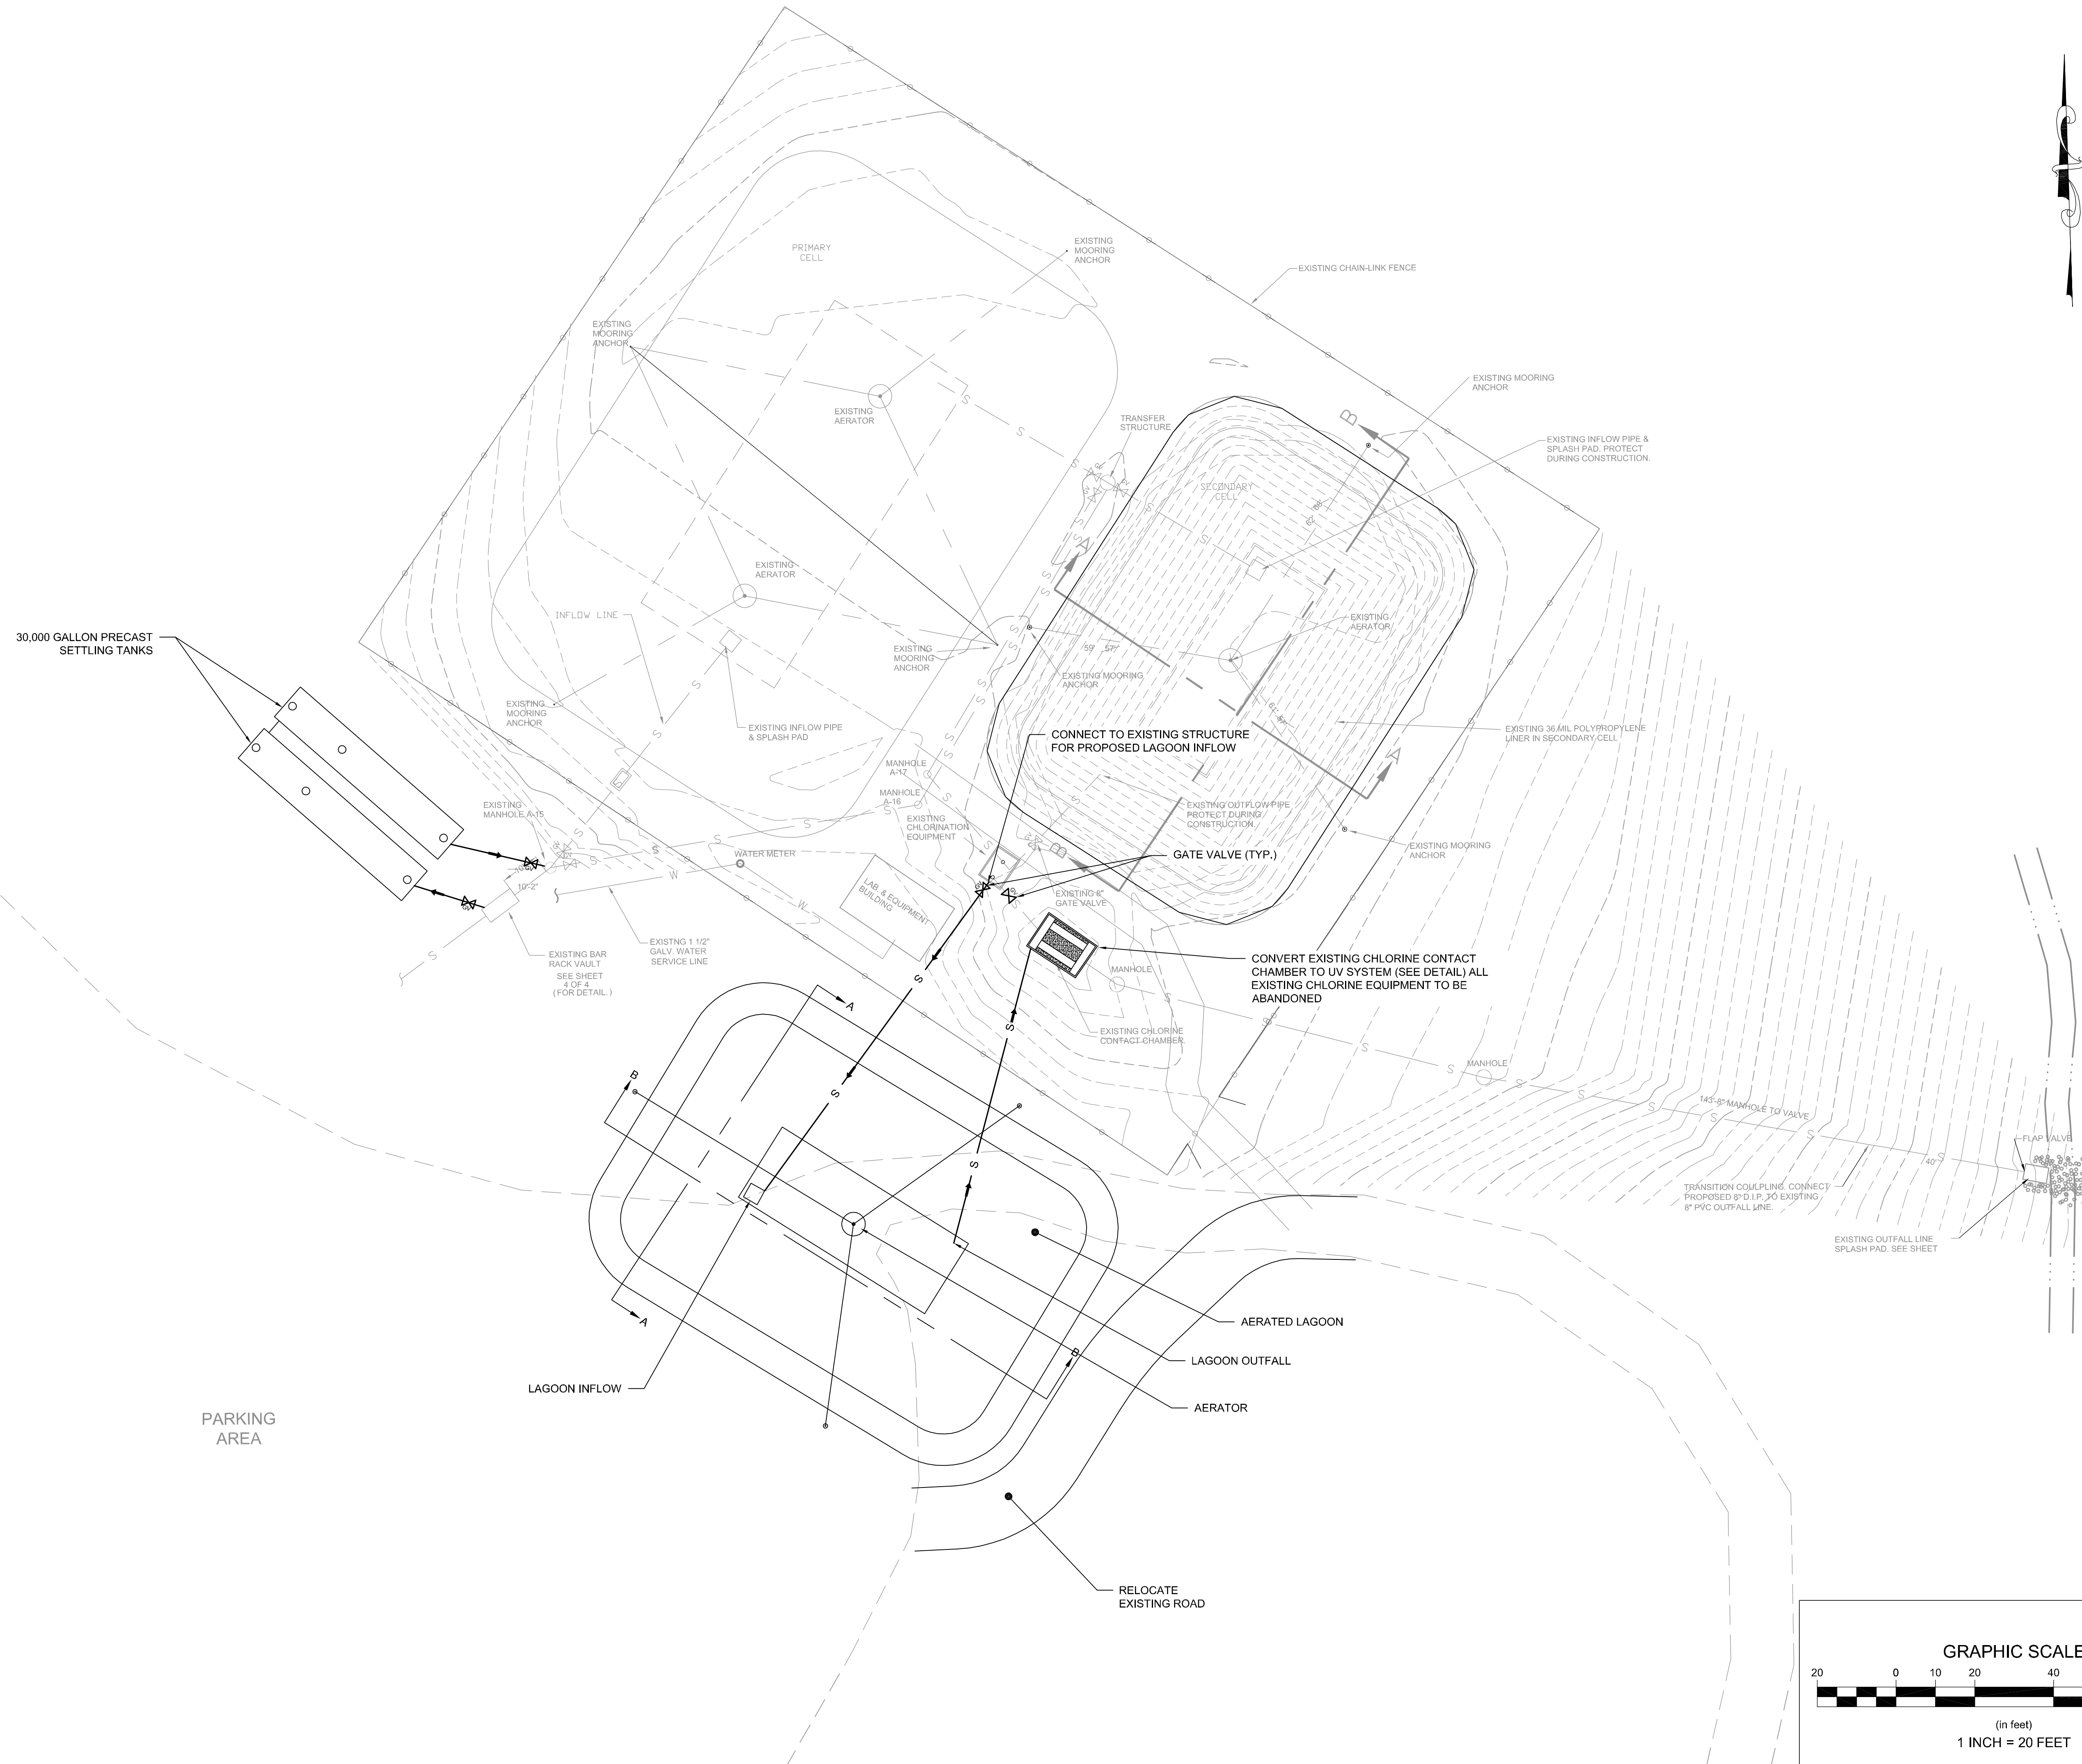 PRIMARY
CELL
EXISTING
MOORING
ANCHOR
EXISTING CHAIN-LINK FENCE
EXISTING
MOORING
ANCHOR
EXISTING MOORING
ANCHOR
EXISTING
AERATOR
TRANSFER
STRUCTURE
B
EXISTING INFLOW PIPE &
SPLASH PAD. PROTECT
DURING CONSTRUCTION.
SECONDARY
CELL
A
EXISTING
AERATOR
INFLOW LINE
EXISTING
AERATOR
30,000 GALLON PRECAST
SETTLING TANKS
EXISTING
MOORING
ANCHOR
59'
57'
EXISTING MOORING
ANCHOR
EXISTING
MOORING
ANCHOR
EXISTING INFLOW PIPE
& SPLASH PAD
61'
EXISTING 36 MIL POLYPROPYLENE
LINER IN SECONDARY CELL
CONNECT TO EXISTING STRUCTURE
FOR PROPOSED LAGOON INFLOW
A
MANHOLE
A-17
MANHOLE
A-16
EXISTING
MANHOLE A-15
EXISTING
CHLORINATION
EQUIPMENT
EXISTING OUTFLOW PIPE
PROTECT DURING
CONSTRUCTION
EXISTING MOORING
ANCHOR
WATER METER
B
GATE VALVE (TYP.)
10'-2"
LAB. & EQUIPMENT
BUILDING
EXISTING 8"
GATE VALVE
EXISTNG 1 1/2"
GALV. WATER
SERVICE LINE
EXISTING BAR
RACK VAULT
SEE SHEET
4 OF 4
(FOR DETAIL.)
MANHOLE
CONVERT EXISTING CHLORINE CONTACT
CHAMBER TO UV SYSTEM (SEE DETAIL) ALL
EXISTING CHLORINE EQUIPMENT TO BE
ABANDONED
EXISTING CHLORINE
CONTACT CHAMBER.
MANHOLE
143'-8" MANHOLE TO VALVE
FLAP VALVE
40'
TRANSITION COULPLING. CONNECT
PROPOSED 8" D.I.P. TO EXISTING
8" PVC OUTFALL LINE.
EXISTING OUTFALL LINE
SPLASH PAD. SEE SHEET
A
B
S
S
S
S
AERATED LAGOON
A
LAGOON OUTFALL
B
LAGOON INFLOW
AERATOR
PARKING
AREA
RELOCATE
EXISTING ROAD
GRAPHIC SCALE
20 0 10 20 40
(in feet)
1 INCH = 20 FEET